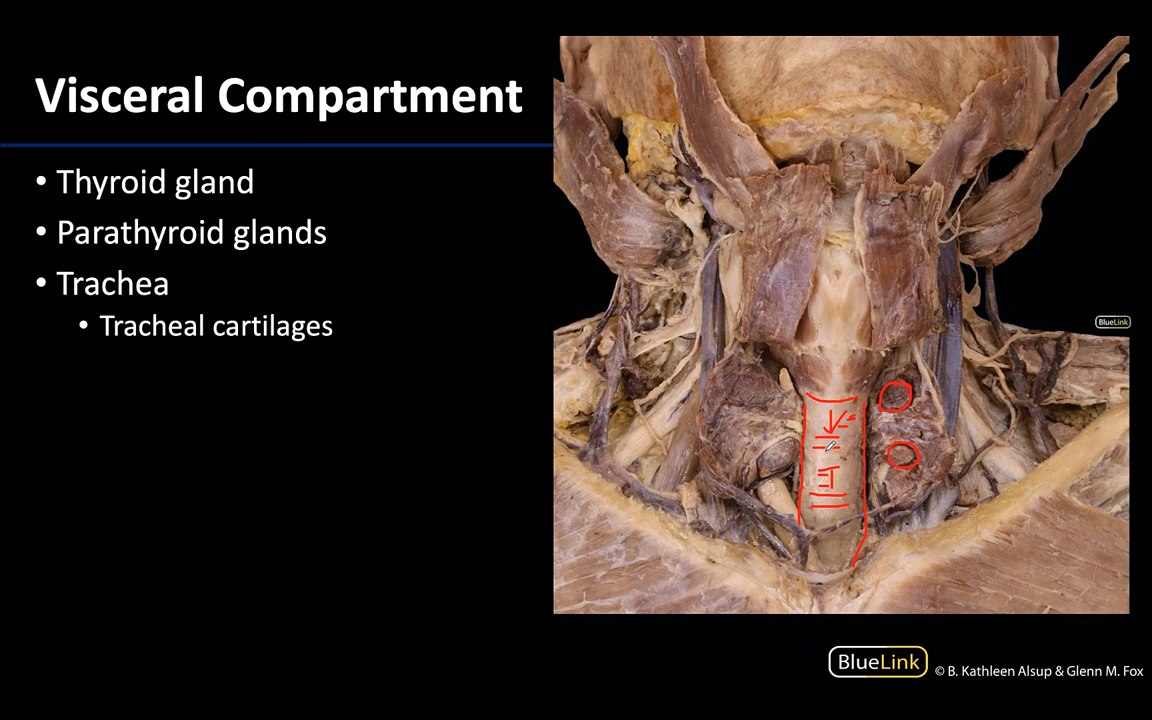 Visceral Compartment
• Thyroid gland
• Parathyroid glands
• Trachea
• Tracheal cartilages
BlueLink
BlueLink © B. Kathleen Alsup & Glenn M. Fox